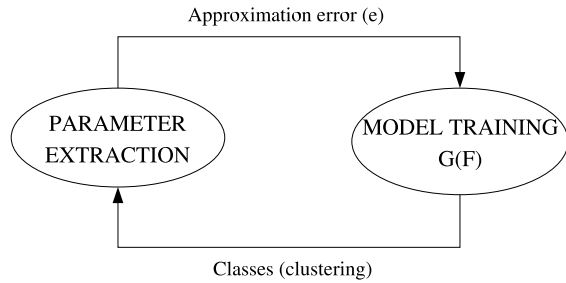 Approximation error (e)
PARAMETER
EXTRACTION
MODEL TRAINING
G(F)
Classes (clustering)